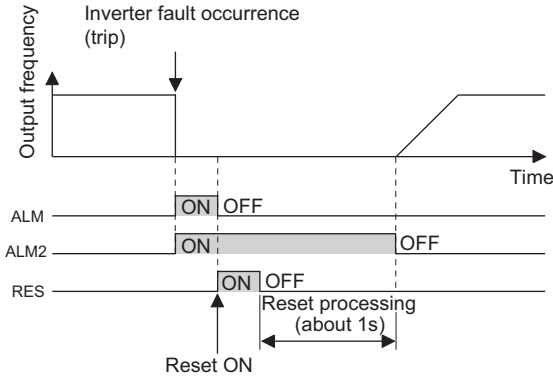 Inverter fault occurrence
(trip)
Output frequency
Time
ALM
ON
OFF
ALM2
ON
OFF
RES
ON
OFF
Reset processing
(about 1s)
Reset ON